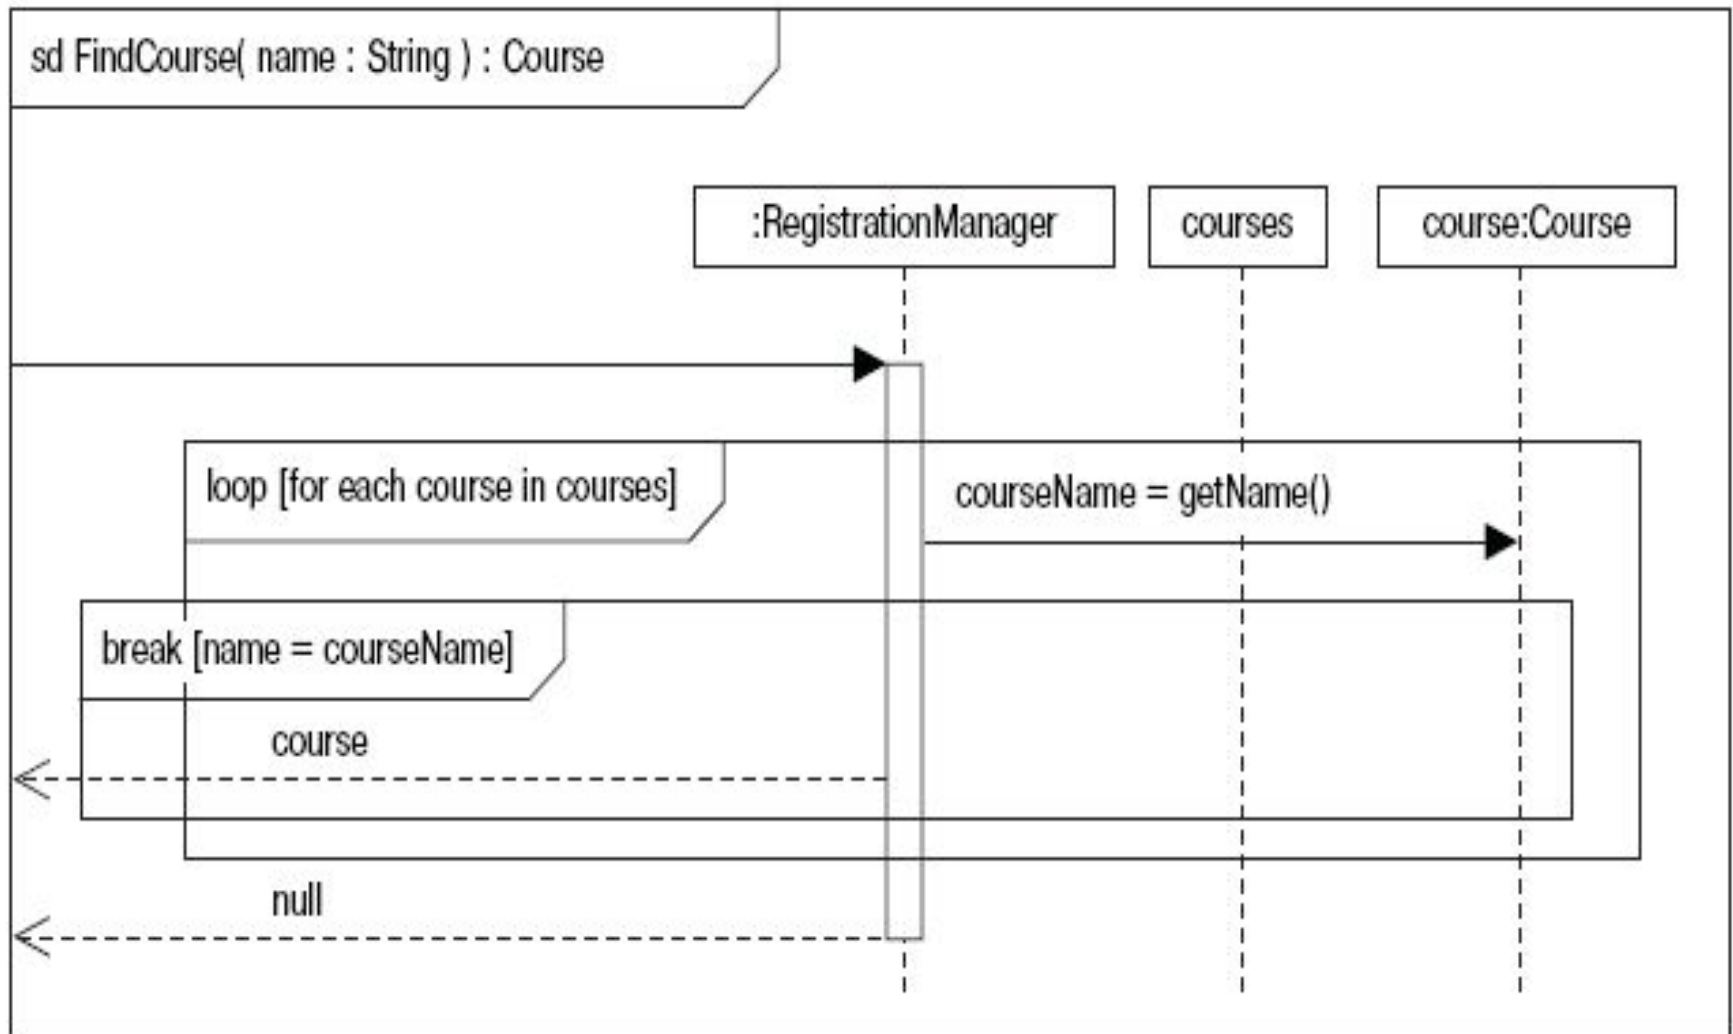 sd FindCourse( name : String ) : Course
:RegistrationManager
courses
course:Course
loop [for each course in courses]
courseName = getName()
break [name = courseName]
course
null